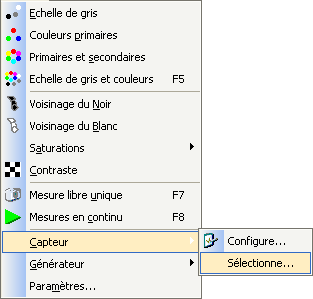 Echelle de gris
Couleurs primaires
Primaires et secondaires
Echelle de gris et couleurs F5
Voisinage du Noir
Voisinage du Blanc
Saturations
Contraste
Mesure libre unique F7
Mesures en continu F8
Capteur
Configure...
Générateur
Sélectionne...
Paramètres...